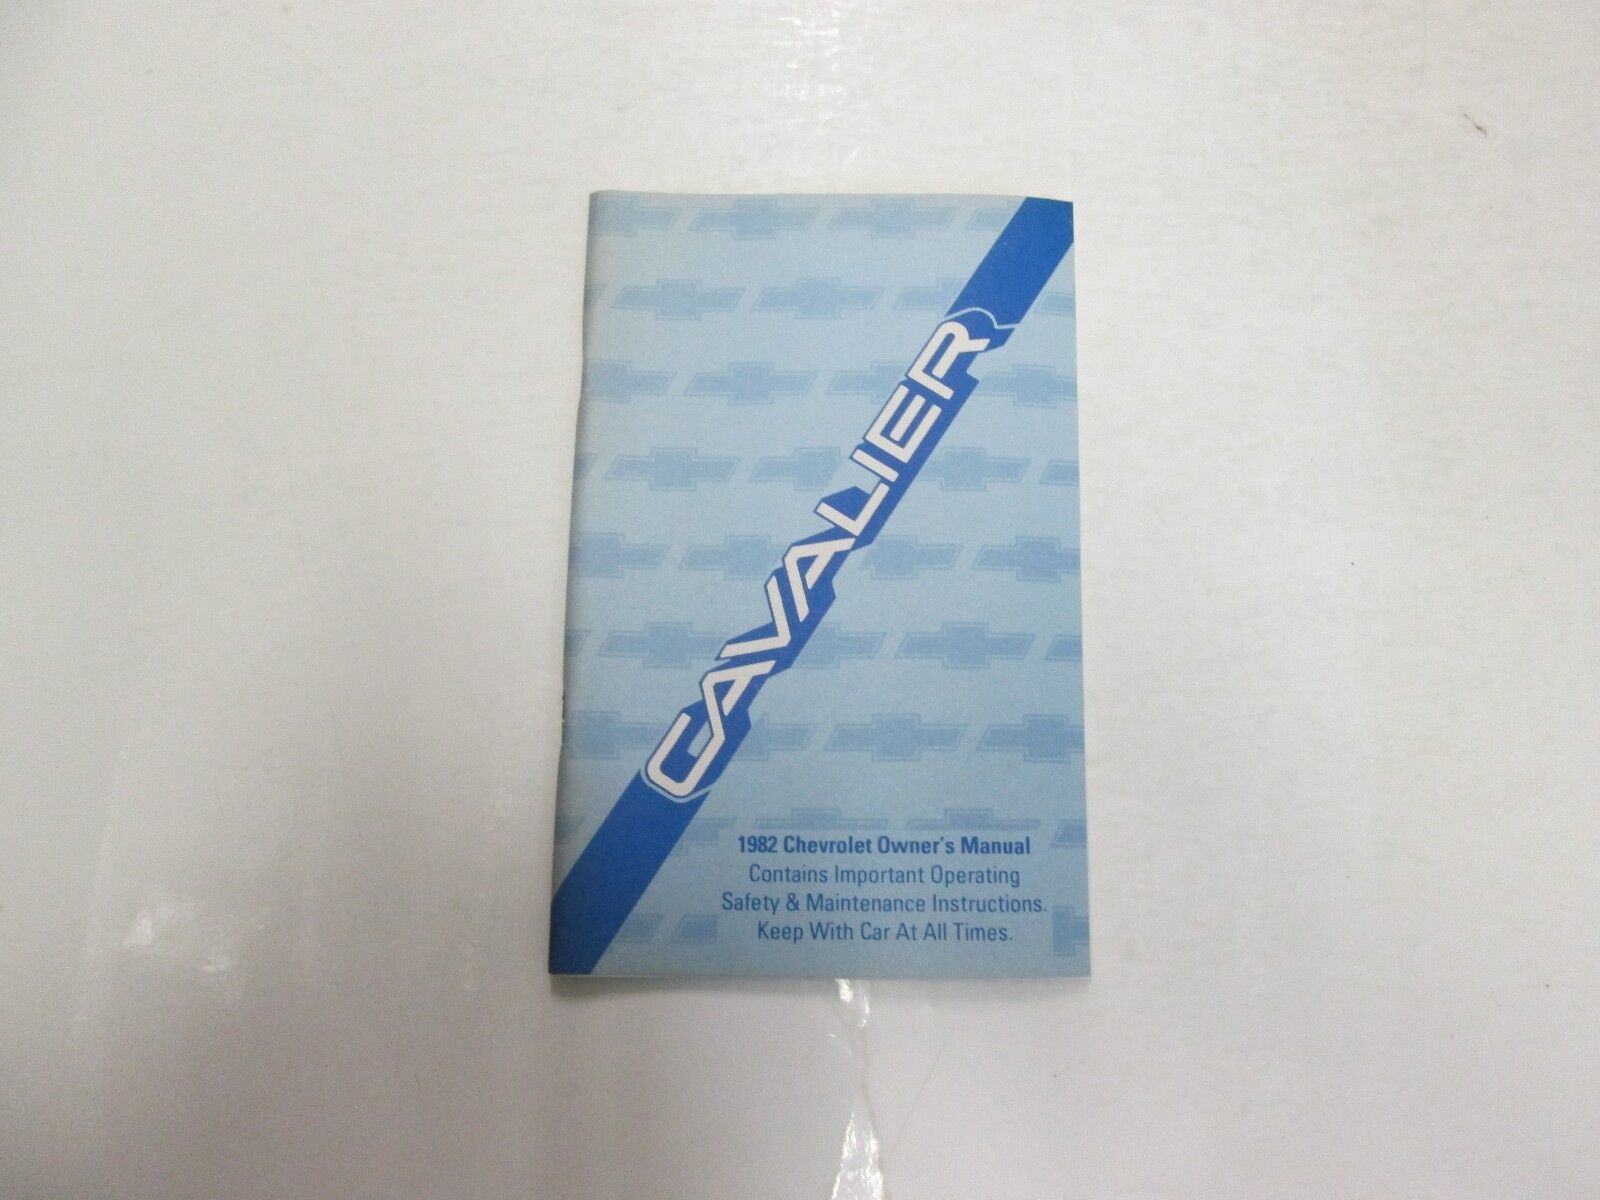 CAVALIER
1982 Chevrolet Owner's Manual
Contains Important Operating
Safety & Maintenance Instructions.
Keep With Car At All Times.